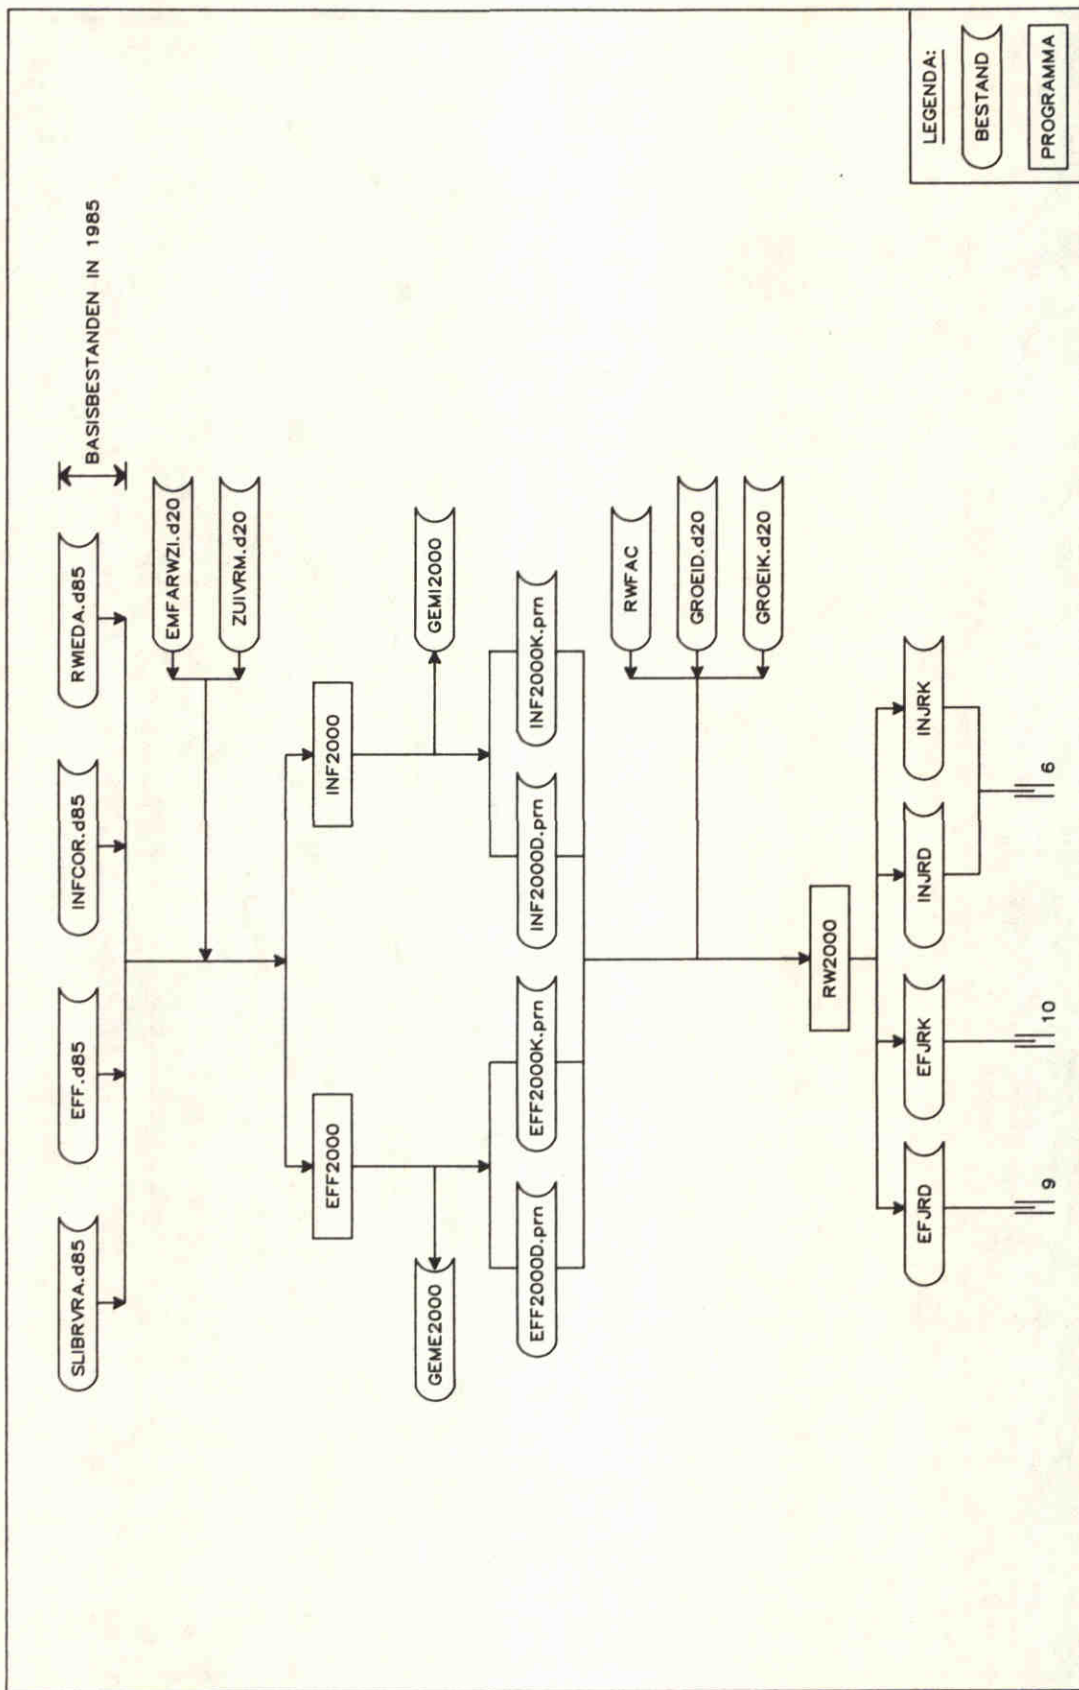 SLIBRVRA.d85
EFF.d85
INFCOR.d85
RWIEDA.d85
BASISBESTANDEN IN 1985
EMFARWZI.d20
ZUIVRM.d20
EFF2000
INF2000
GEME2000
GEMI2000
EFF2000D.prn
EFF2000K.prn
INF2000D.prn
INF2000K.prn
RWFAC
GROEID.d20
GROEIK.d20
RW2000
EFJRD
EFJRK
INJRD
INJRK
9
10
6
LEGENDA:
BESTAND
PROGRAMMA